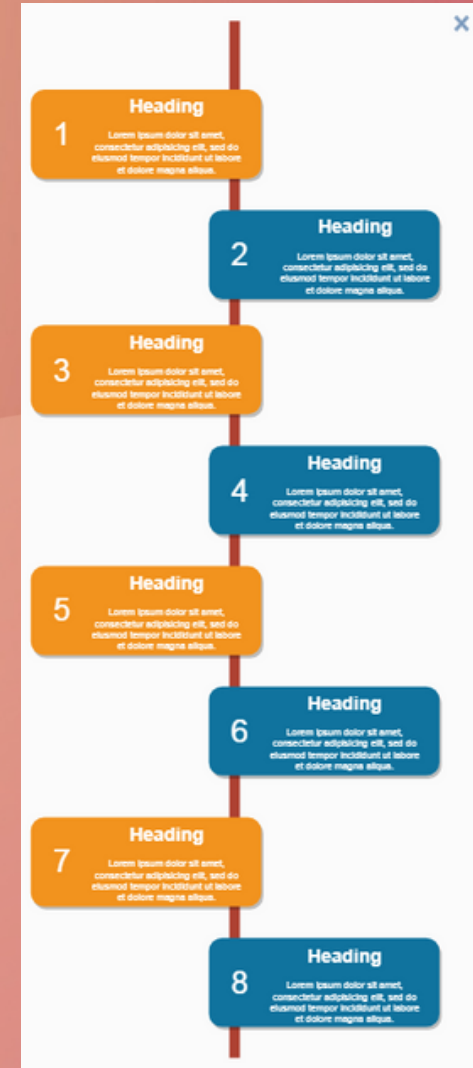 Heading
1
Lorem ipsum dolor sit amet,
consectetur adipisicing elit, sed do
eiusmod tempor incididunt ut labore
et dolore magna aliqua.
Heading
2
Lorem ipsum dolor sit amet,
consectetur adipisicing elit, sed do
eiusmod tempor incididunt ut labore
et dolore magna aliqua.
Heading
3
Lorem ipsum dolor sit amet,
consectetur adipisicing elit, sed do
eiusmod tempor incididunt ut labore
et dolore magna aliqua.
Heading
4
Lorem ipsum dolor sit amet,
consectetur adipisicing elit, sed do
eiusmod tempor incididunt ut labore
et dolore magna aliqua.
Heading
5
Lorem ipsum dolor sit amet,
consectetur adipisicing elit, sed do
eiusmod tempor incididunt ut labore
et dolore magna aliqua.
Heading
6
Lorem ipsum dolor sit amet,
consectetur adipisicing elit, sed do
eiusmod tempor incididunt ut labore
et dolore magna aliqua.
Heading
7
Lorem ipsum dolor sit amet,
consectetur adipisicing elit, sed do
eiusmod tempor incididunt ut labore
et dolore magna aliqua.
Heading
8
Lorem ipsum dolor sit amet,
consectetur adipisicing elit, sed do
eiusmod tempor incididunt ut labore
et dolore magna aliqua.